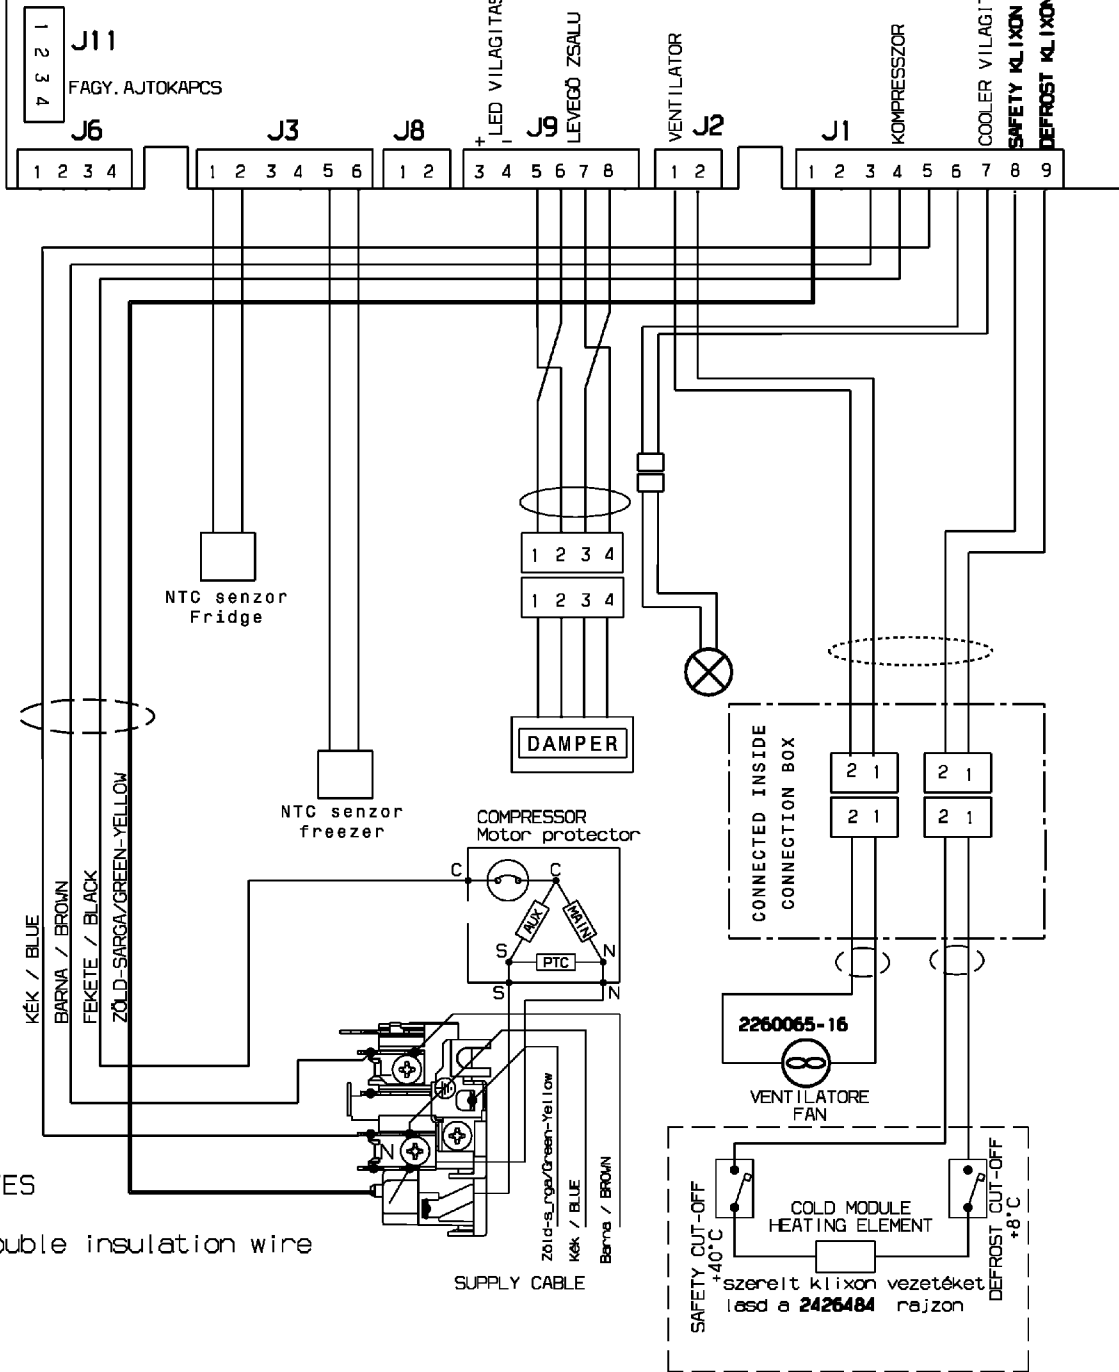 J11
1 2 3 4
FAGY.AJTOKAPCS
J6
J3
J8
+ LED VILAGITAS
-
J9
LEVEGŐ ZSALU
VENTILATOR
J2
J1
KOMPRESSZOR
SAFETY KLIXON
DEFROST KLIXON
1 2 3 4
1 2 3 4 5 6
1 2
3 4 5 6 7 8
1 2
1 2 3 4 5 6 7 8 9
NTC senzor
Fridge
1 2 3 4
1 2 3 4
DAMPER
NTC senzor
freezer
CONNECTED INSIDE
CONNECTION BOX
2 1
2 1
2 1
2 1
COMPRESSOR
Motor protector
C
C
AUX
MAIN
S
PTC
N
S
N
KÉK / BLUE
BARNA / BROWN
FEKETE / BLACK
ZÖLD-SARGA/GREEN-YELLOW
2260065-16
VENTILATORE
FAN
N
Zöld-s_rga/Green-Yellow
Kék / BLUE
Barna / BROWN
SUPPLY CABLE
SAFETY CUT-OFF
+40°C
COLD MODULE
HEATING ELEMENT
DEFROST CUT-OFF
+8°C
szerelt klixon vezetéket
lasd a 2426484 rajzon
insulation wire